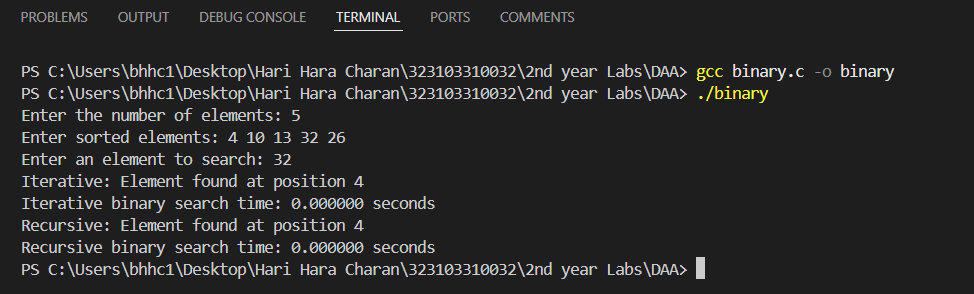 PROBLEMS OUTPUT DEBUG CONSOLE TERMINAL PORTS COMMENTS
PS C:\Users\bhhc1\Desktop\Hari Hara Charan\323103310032\2nd year Labs\DAA> gcc binary.c -o binary
PS C:\Users\bhhc1\Desktop\Hari Hara Charan\323103310032\2nd year Labs\DAA> ./binary
Enter the number of elements: 5
Enter sorted elements: 4 10 13 32 26
Enter an element to search: 32
Iterative: Element found at position 4
Iterative binary search time: 0.000000 seconds
Recursive: Element found at position 4
Recursive binary search time: 0.000000 seconds
PS C:\Users\bhhc1\Desktop\Hari Hara Charan\323103310032\2nd year Labs\DAA>